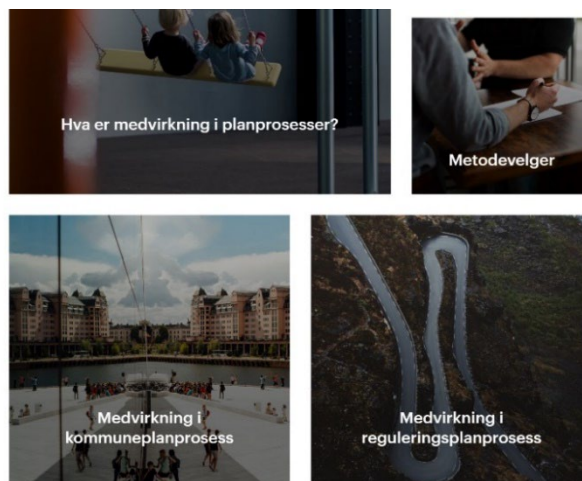 Hva er medvirkning i planprosesser?
Metodevelger
Medvirkning i
kommuneplanprosess
Medvirkning i
reguleringsplanprosess